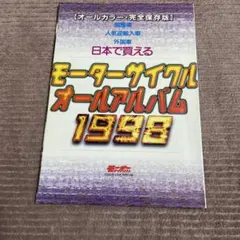 【オールカラー・完全保存版】
国産車
人気逆輸入車
外国車
日本で買える
モーターサイクル
オールアルバム
1998